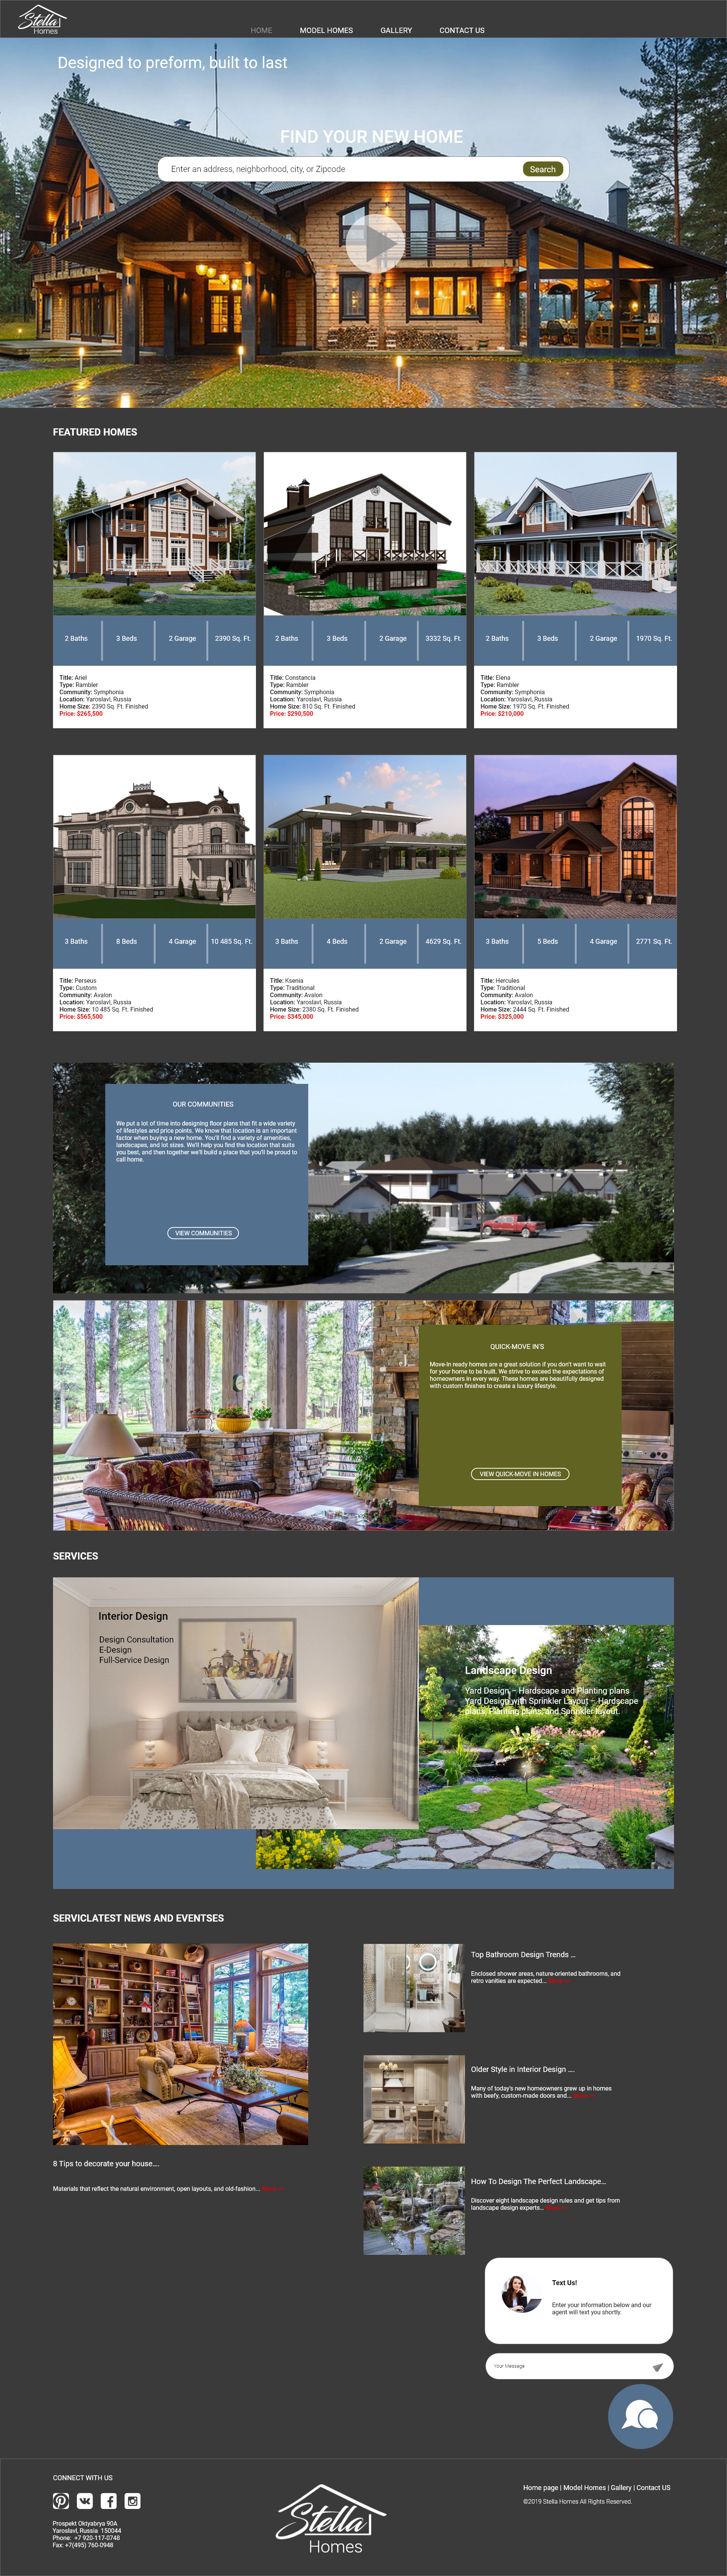 Stella
Homes
HOME
MODEL HOMES
GALLERY
CONTACT US
Designed to preform, built to last
FIND YOUR NEW HOME
Enter an address, neighborhood, city, or Zipcode
Search
FEATURED HOMES
2 Baths
3 Beds
2 Garage
2390 Sq. Ft.
Title: Ariel
Type: Rambler
Community: Symphonia
Location: Yaroslavl, Russia
Home Size: 2390 Sq. Ft. Finished
Price: $265,500
2 Baths
3 Beds
2 Garage
3332 Sq. Ft.
Title: Constancia
Type: Rambler
Community: Symphonia
Location: Yaroslavl, Russia
Home Size: 810 Sq. Ft. Finished
Price: $290,500
2 Baths
3 Beds
2 Garage
1970 Sq. Ft.
Title: Elena
Type: Rambler
Community: Symphonia
Location: Yaroslavl, Russia
Home Size: 1970 Sq. Ft. Finished
Price: $210,000
3 Baths
8 Beds
4 Garage
10 485 Sq. Ft.
Title: Perseus
Type: Custom
Community: Avalon
Location: Yaroslavl, Russia
Home Size: 10 485 Sq. Ft. Finished
Price: $565,500
3 Baths
4 Beds
2 Garage
4629 Sq. Ft.
Title: Ksenia
Type: Traditional
Community: Avalon
Location: Yaroslavl, Russia
Home Size: 2380 Sq. Ft. Finished
Price: $345,000
3 Baths
5 Beds
4 Garage
2771 Sq. Ft.
Title: Hercules
Type: Traditional
Community: Avalon
Location: Yaroslavl, Russia
Home Size: 2444 Sq. Ft. Finished
Price: $325,000
OUR COMMUNITIES
We put a lot of time into designing floor plans that fit a wide variety
of lifestyles and price points. We know that location is an important
factor when buying a new home. You'll find a variety of amenities,
landscapes, and lot sizes. We'll help you find the location that suits
you best, and then together we'll build a place that you'll be proud to
call home.
VIEW COMMUNITIES
QUICK-MOVE IN'S
Move-In ready homes are a great solution if you don't want to wait
for your home to be built. We strive to exceed the expectations of
homeowners in every way. These homes are beautifully designed
with custom finishes to create a luxury lifestyle.
VIEW QUICK-MOVE IN HOMES
SERVICES
Interior Design
Design Consultation
E-Design
Full-Service Design
Landscape Design
Yard Design – Hardscape and Planting plans
Yard Design with Sprinkler Layout – Hardscape
plans, Planting plans, and Sprinkler layout.
SERVICLATEST NEWS AND EVENTSES
8 Tips to decorate your house....
Materials that reflect the natural environment, open layouts, and old-fashion...
Top Bathroom Design Trends ...
Enclosed shower areas, nature-oriented bathrooms, and
retro vanities are expected...
Older Style in Interior Design ....
Many of today's new homeowners grew up in homes
with beefy, custom-made doors and...
How To Design The Perfect Landscape...
Discover eight landscape design rules and get tips from
landscape design experts...
Text Us!
Enter your information below and our
agent will text you shortly.
Your Message
CONNECT WITH US
Prospekt Oktyabrya 90A
Yaroslavl, Russia 150044
Phone: +7 920-117-0748
Fax: +7(495) 760-0948
Stella
Homes
Home page | Model Homes | Gallery | Contact US
©2019 Stella Homes All Rights Reserved.